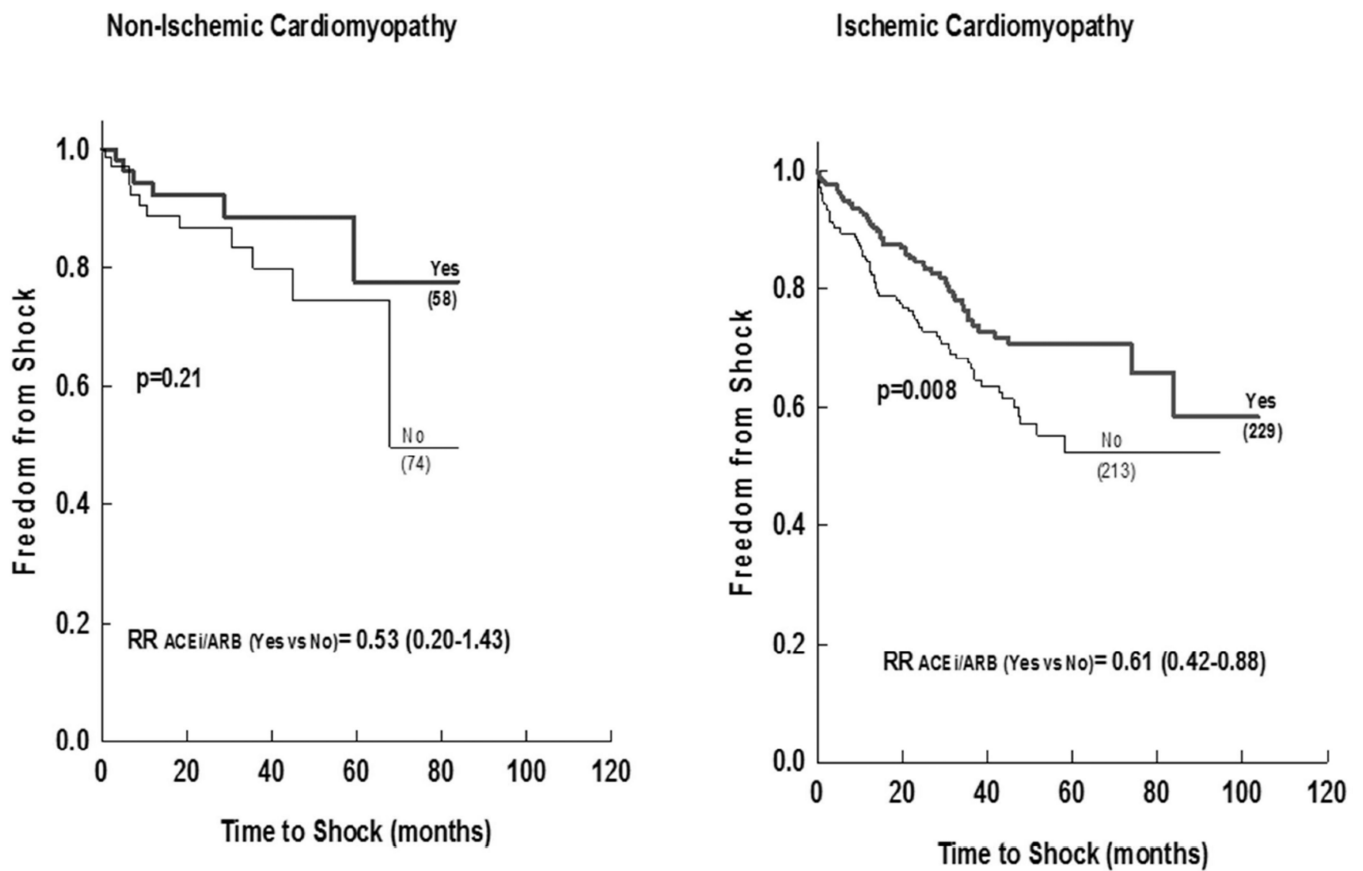 Non-Ischemic Cardiomyopathy
Freedom from Shock
1.0
0.8
0.6
0.4
0.2
0.0
Yes
(58)
p=0.21
No
(74)
RR ACEi/ARB (Yes vs No)= 0.53 (0.20-1.43)
0 20 40 60 80 100 120
Time to Shock (months)
Ischemic Cardiomyopathy
Freedom from Shock
1.0
0.8
0.6
0.4
0.2
0.0
p=0.008
Yes
(229)
No
(213)
RR ACEi/ARB (Yes vs No)= 0.61 (0.42-0.88)
0 20 40 60 80 100 120
Time to Shock (months)